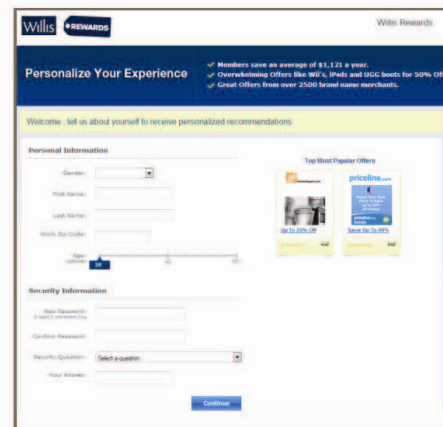 Willis REWARDS
Willis Rewards
Personalize Your Experience
Members save an average of $1,121 a year.
Overwhelming Offers like Wii's, iPads and UGG boots for 50% Off
Great Offers from over 2500 brand name merchants.
Welcome , tell us about yourself to receive personalized recommendations
Personal Information
Gender:
First Name:
Last Name:
Work Zip Code:
Age:
20
Top Most Popular Offers
priceline.com
Up To 20% Off
Save Up To 50%
Security Information
New Password:
Confirm Password:
Security Question:
Select a question
Your Answer:
Continue